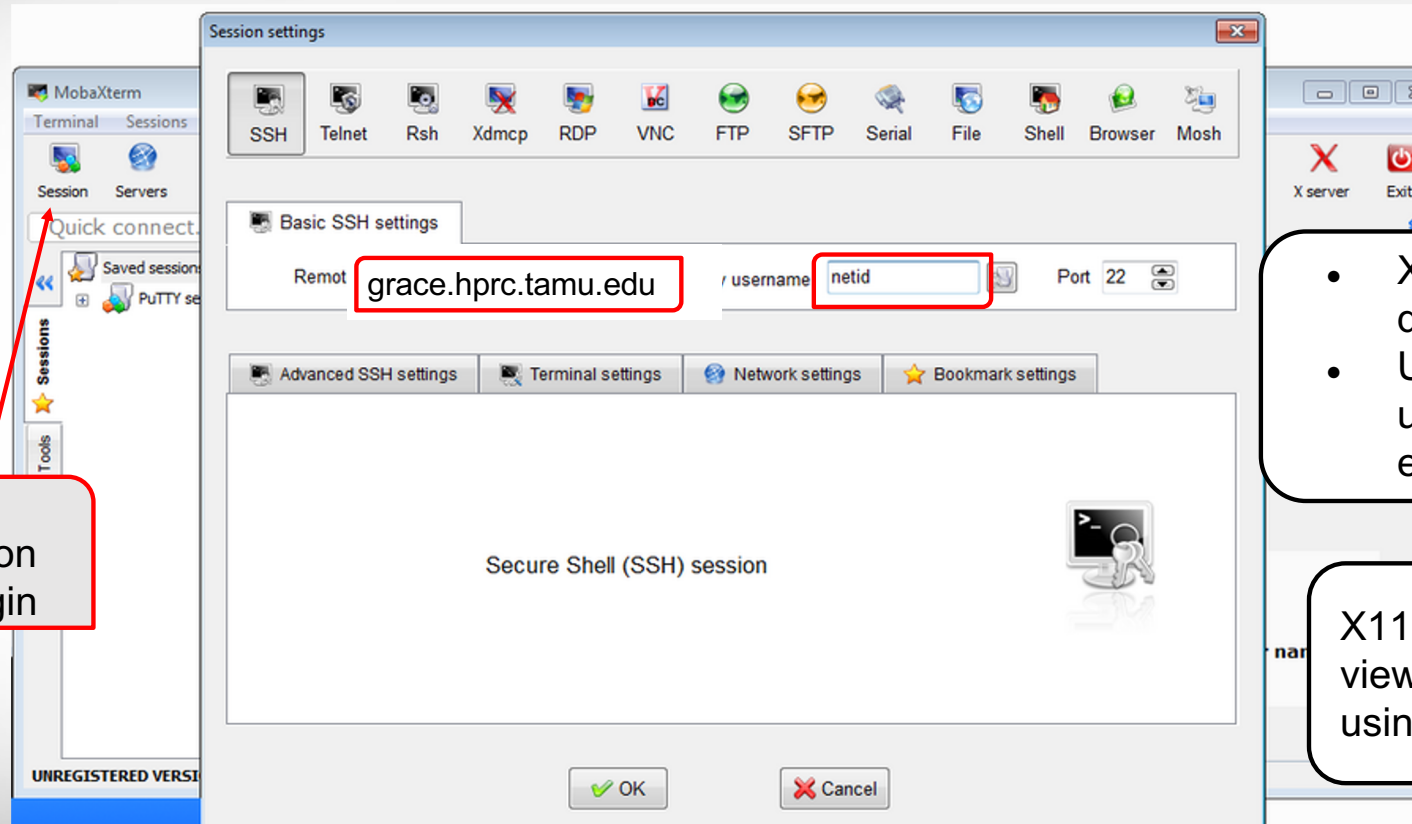 Session settings
MobaXterm
Terminal Sessions
SSH Telnet Rsh Xdmcp RDP VNC FTP SFTP Serial File Shell Browser Mosh
Session Servers
X server Exit
Quick connect.
Basic SSH settings
Saved session
PuTTY se
Remot grace.hprc.tamu.edu y username netid Port 22
Sessions
Tools
Advanced SSH settings Terminal settings Network settings Bookmark settings
Secure Shell (SSH) session
on
gin
• X
• U
u
e
X11
view
usin
nam
UNREGISTERED VERSI
OK Cancel